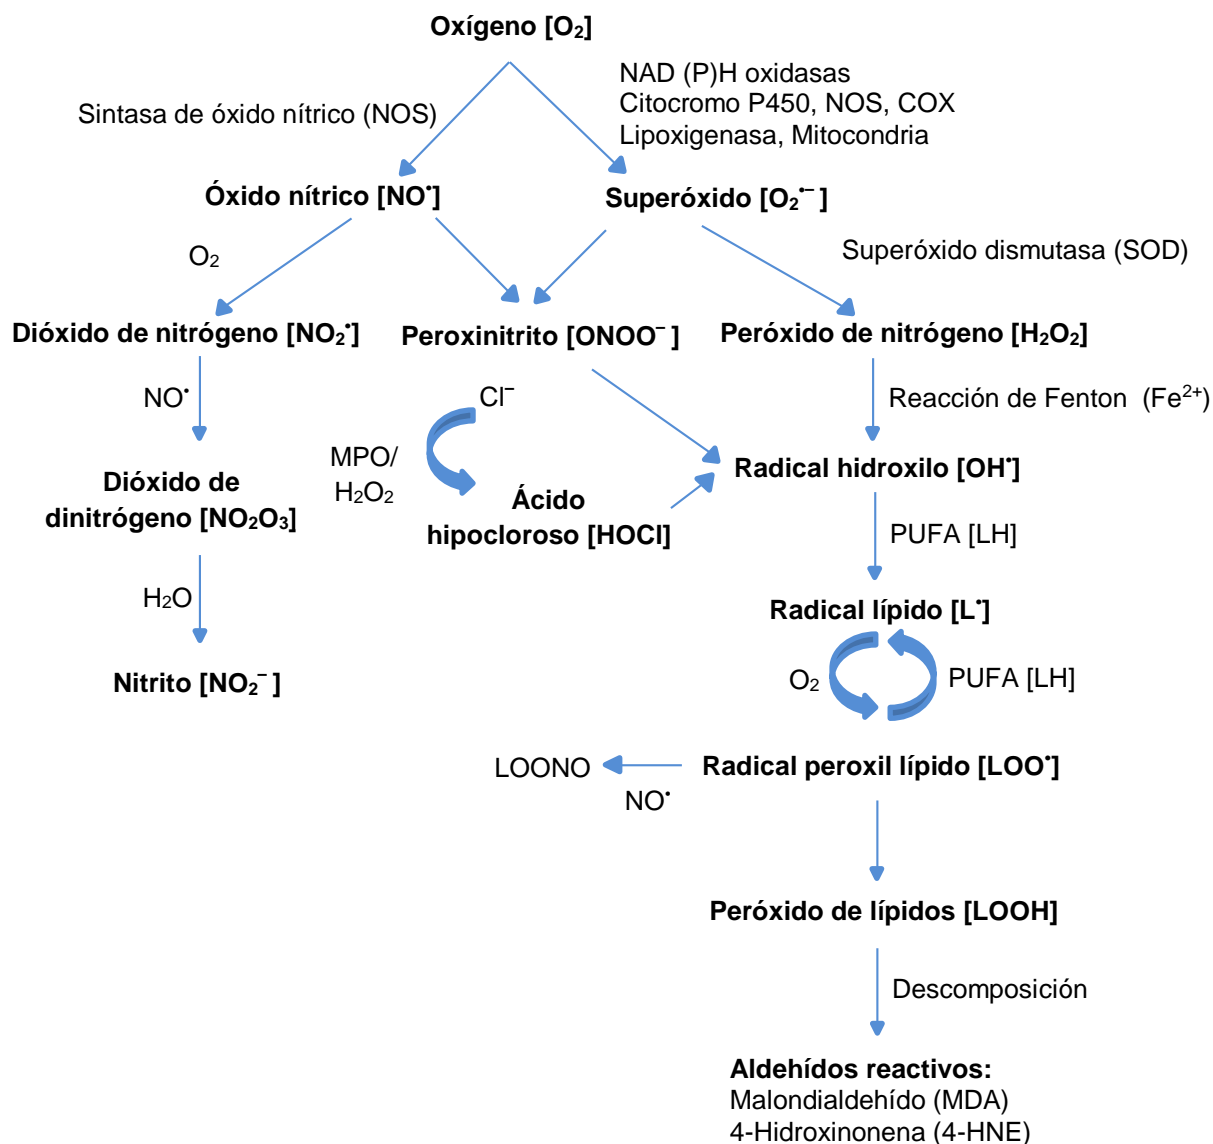 Oxígeno [O₂]
NAD (P)H oxidasas
Citocromo P450, NOS, COX
Lipoxigenasa, Mitocondria
Sintasa de óxido nítrico (NOS)
Óxido nítrico [NO•]
Superóxido [O₂•⁻ ]
O₂
Superóxido dismutasa (SOD)
Dióxido de nitrógeno [NO₂•]
Peroxinitrito [ONOO⁻ ]
Peróxido de nitrógeno [H₂O₂]
NO•
Cl⁻
Reacción de Fenton (Fe²⁺)
MPO/
H₂O₂
Radical hidroxilo [OH•]
Dióxido de
dinitrógeno [NO₂O₃]
Ácido
hipocloroso [HOCl]
PUFA [LH]
H₂O
Radical lípido [L•]
Nitrito [NO₂⁻ ]
O₂
PUFA [LH]
LOONO
Radical peroxil lípido [LOO•]
NO•
Peróxido de lípidos [LOOH]
Descomposición
Aldehídos reactivos:
Malondialdehído (MDA)
4-Hidroxinonena (4-HNE)